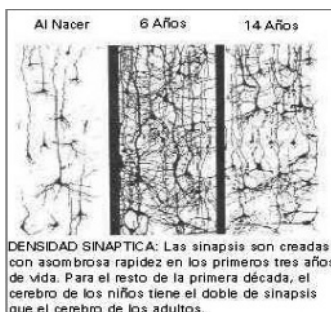 Al Nacer 6 Años 14 Años
DENSIDAD SINAPTICA: Las sinapsis son creadas
con asombrosa rapidez en los primeros tres años
de vida. Para el resto de la primera década, el
cerebro de los niños tiene el doble de sinapsis
que el cerebro de los adultos.